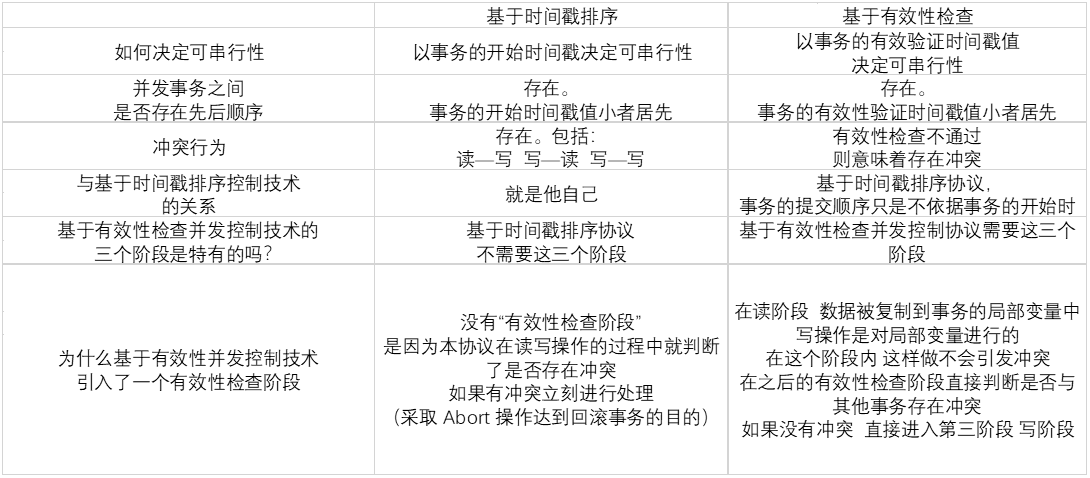 基于时间戳排序
基于有效性检查
如何决定可串行性
以事务的开始时间戳决定可串行性
以事务的有效验证时间戳值
决定可串行性
并发事务之间
是否存在先后顺序
存在。
事务的开始时间戳值小者居先
存在。
事务的有效性验证时间戳值小者居先
冲突行为
存在。包括:
读—写 写—读 写—写
有效性检查不通过
则意味着存在冲突
与基于时间戳排序控制技术
的关系
就是他自己
基于时间戳排序协议,
事务的提交顺序只是不依据事务的开始时
基于有效性检查并发控制技术的
三个阶段是特有的吗?
基于时间戳排序协议
不需要这三个阶段
基于有效性检查并发控制协议需要这三个
阶段
为什么基于有效性并发控制技术
引入了一个有效性检查阶段
没有“有效性检查阶段”
是因为本协议在读写操作的过程中就判断
了是否存在冲突
如果有冲突立刻进行处理
(采取 Abort 操作达到回滚事务的目的)
在读阶段 数据被复制到事务的局部变量中
写操作是对局部变量进行的
在这个阶段内 这样做不会引发冲突
在之后的有效性检查阶段直接判断是否与
其他事务存在冲突
如果没有冲突 直接进入第三阶段 写阶段